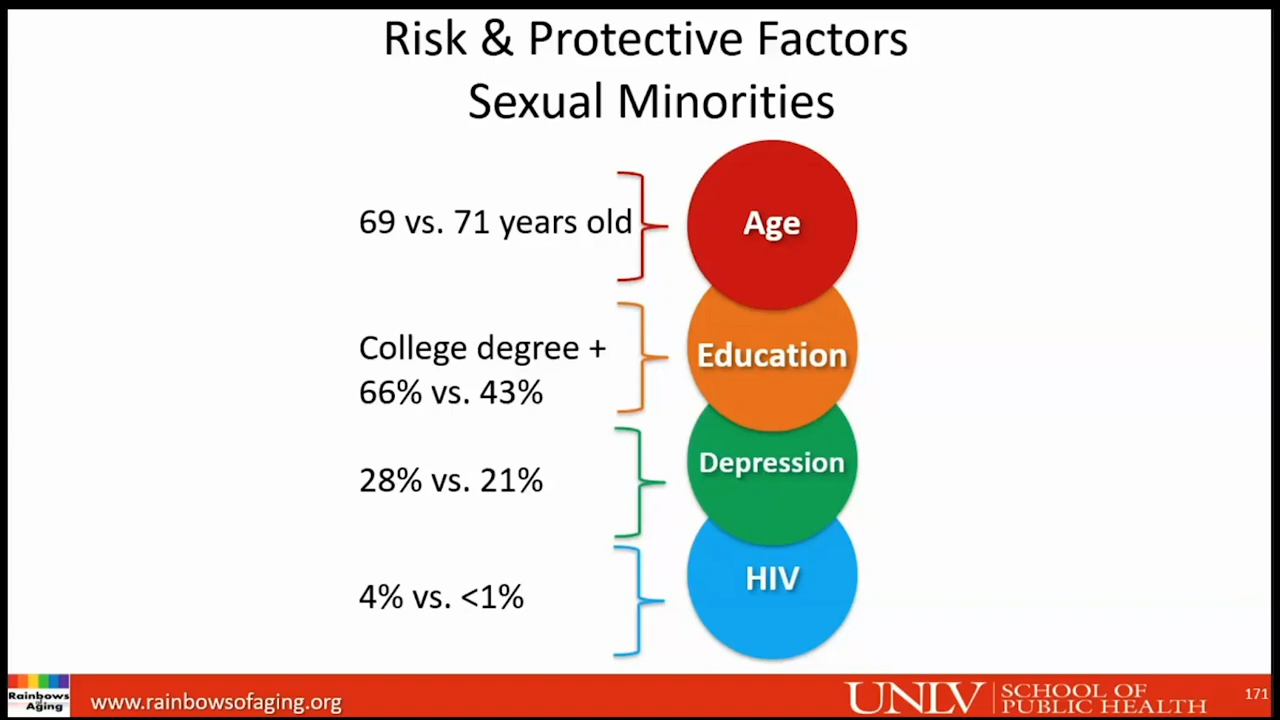 Risk & Protective Factors
Sexual Minorities
69 vs. 71 years old
Age
College degree +
66% vs. 43%
Education
28% vs. 21%
Depression
4% vs. <1%
HIV
Rainbows
of
Aging
www.rainbowsofaging.org
UNLV
SCHOOL OF
PUBLIC HEALTH
171